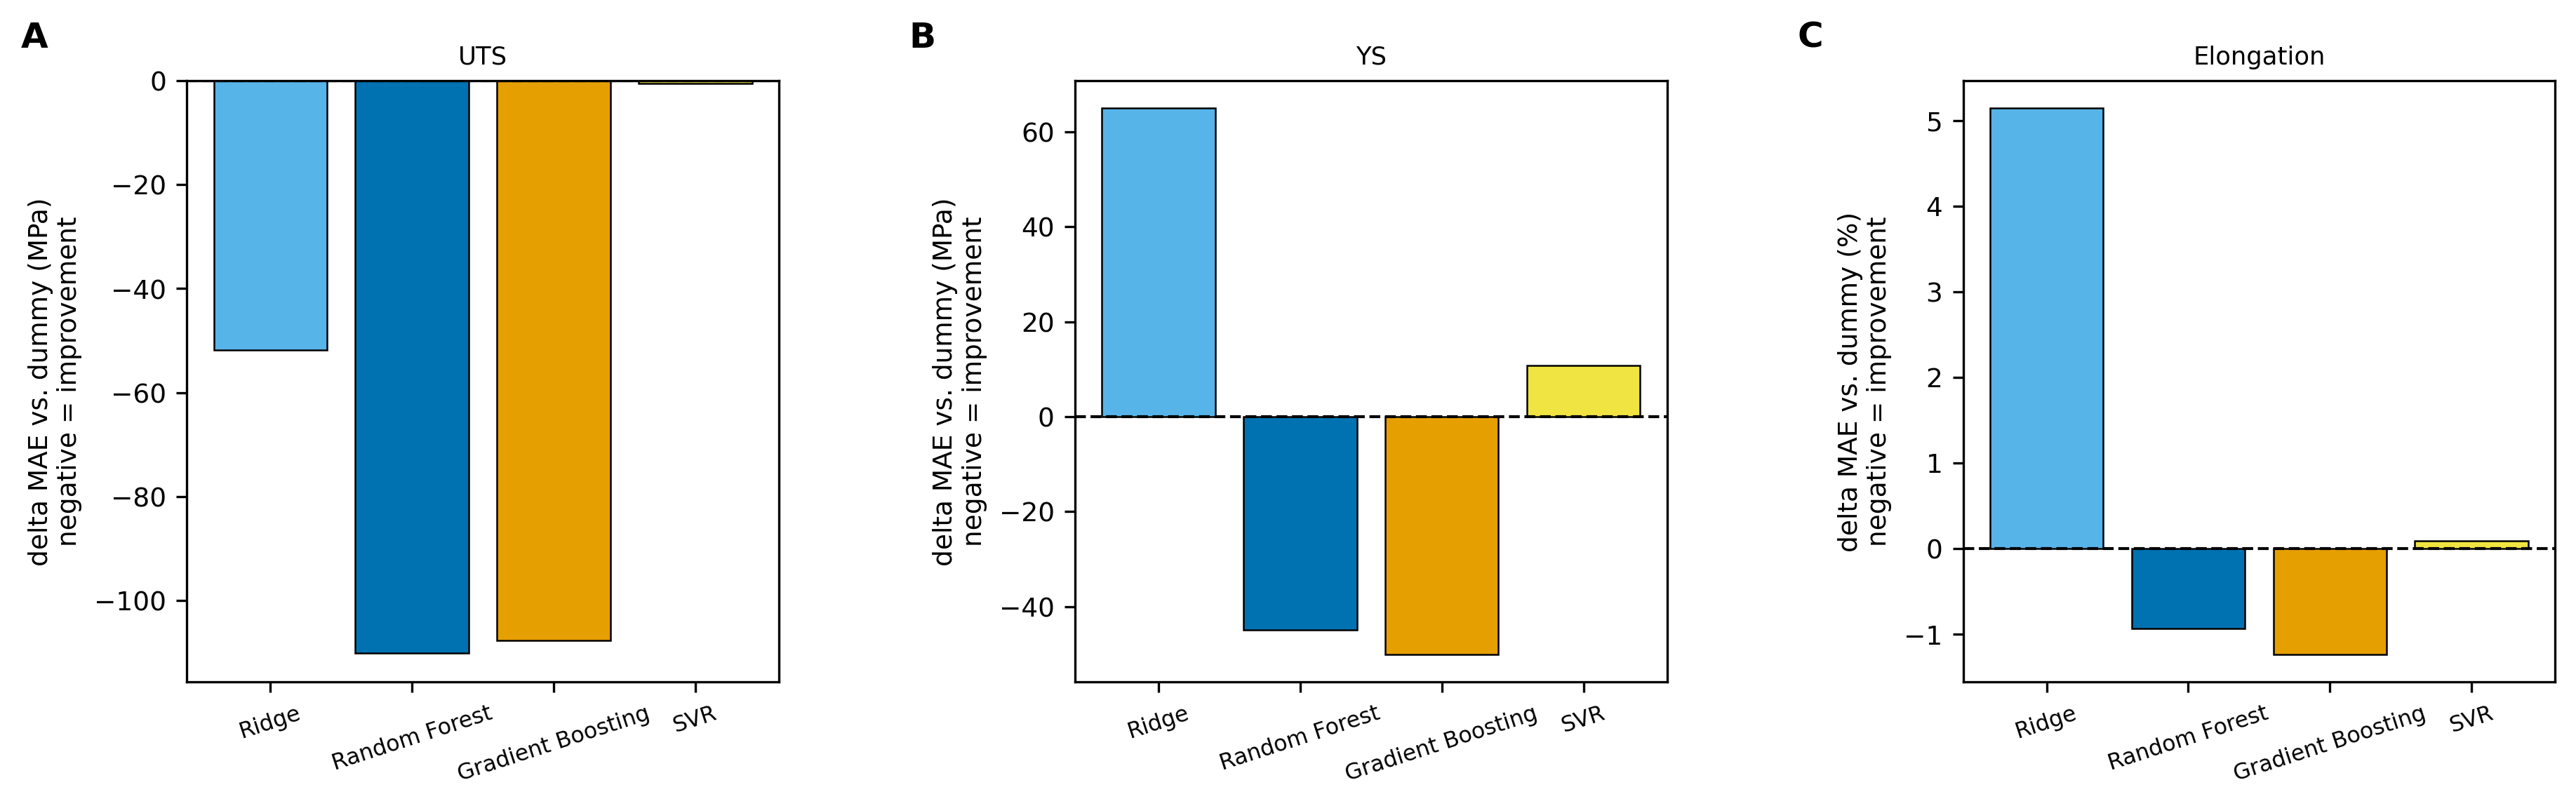 A
UTS
delta MAE vs. dummy (MPa)
negative = improvement
0
−20
−40
−60
−80
−100
Ridge
Random Forest
Gradient Boosting
SVR
B
YS
delta MAE vs. dummy (MPa)
negative = improvement
60
40
20
0
−20
−40
Ridge
Random Forest
Gradient Boosting
SVR
C
Elongation
delta MAE vs. dummy (%)
negative = improvement
5
4
3
2
1
0
−1
Ridge
Random Forest
Gradient Boosting
SVR